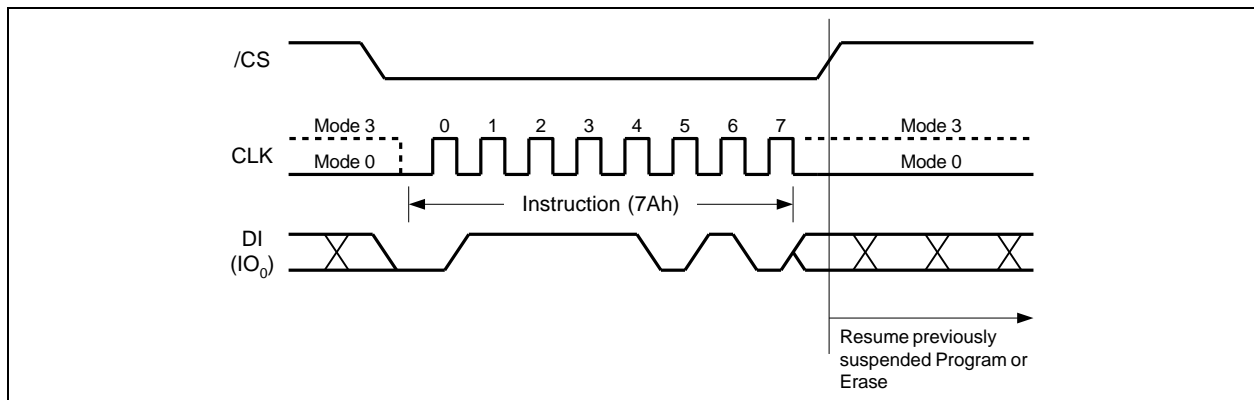 /CS
Mode 3 0 1 2 3 4 5 6 7 Mode 3
CLK
Mode 0 Mode 0
Instruction (7Ah)
DI
(IO₀)
Resume previously
suspended Program or
Erase